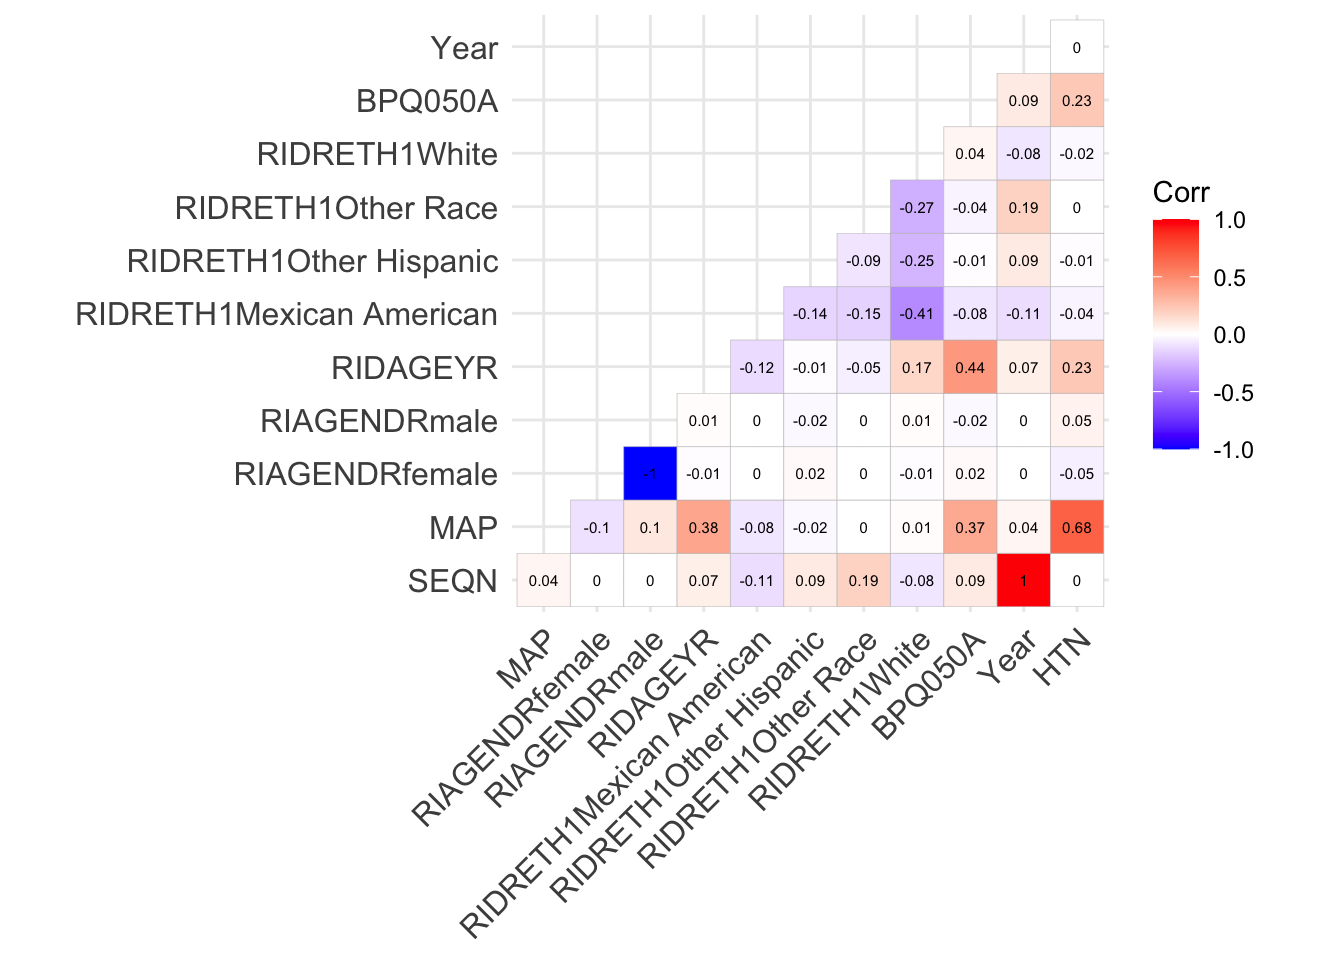 Year 0
BPQ050A 0.09 0.23
RIDRETH1White 0.04 -0.08 -0.02
RIDRETH1Other Race -0.27 -0.04 0.19 0
RIDRETH1Other Hispanic -0.09 -0.25 -0.01 0.09 -0.01
RIDRETH1Mexican American -0.14 -0.15 -0.41 -0.08 -0.11 -0.04
RIDAGEYR -0.12 -0.01 -0.05 0.17 0.44 0.07 0.23
RIAGENDRmale 0.01 0 -0.02 0 0.01 -0.02 0 0.05
RIAGENDRfemale -1 -0.01 0 0.02 0 -0.01 0.02 0 -0.05
MAP -0.1 0.1 0.38 -0.08 -0.02 0 0.01 0.37 0.04 0.68
SEQN 0.04 0 0 0.07 -0.11 0.09 0.19 -0.08 0.09 1 0
MAP
RIAGENDRfemale
RIAGENDRmale
RIDAGEYR
RIDRETH1Mexican American
RIDRETH1Other Hispanic
RIDRETH1Other Race
RIDRETH1White
BPQ050A
Year
HTN
Corr
1.0
0.5
0.0
-0.5
-1.0